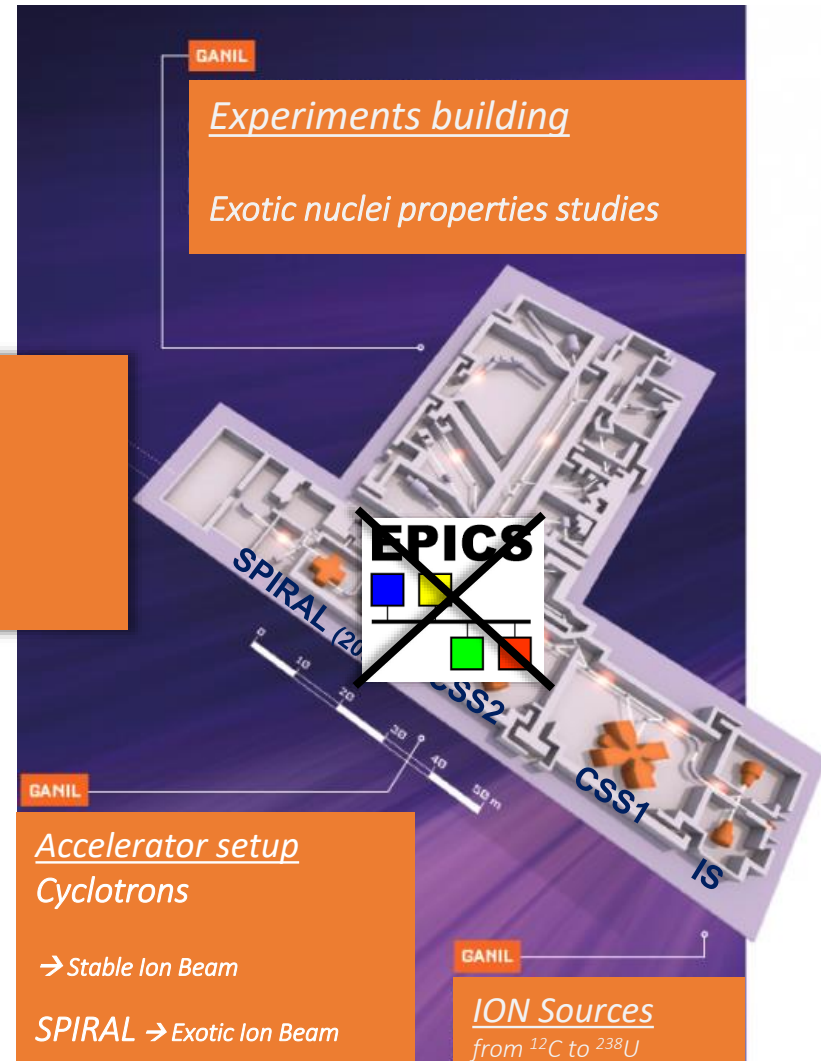 GANIL
Experiments building
Exotic nuclei properties studies
EPICS
SPIRAL (20
CSS2
0
10
20
30
40
50 m
CSS1
IS
GANIL
Accelerator setup
Cyclotrons
→ Stable Ion Beam
SPIRAL → Exotic Ion Beam
GANIL
ION Sources
from ¹²C to ²³⁸U